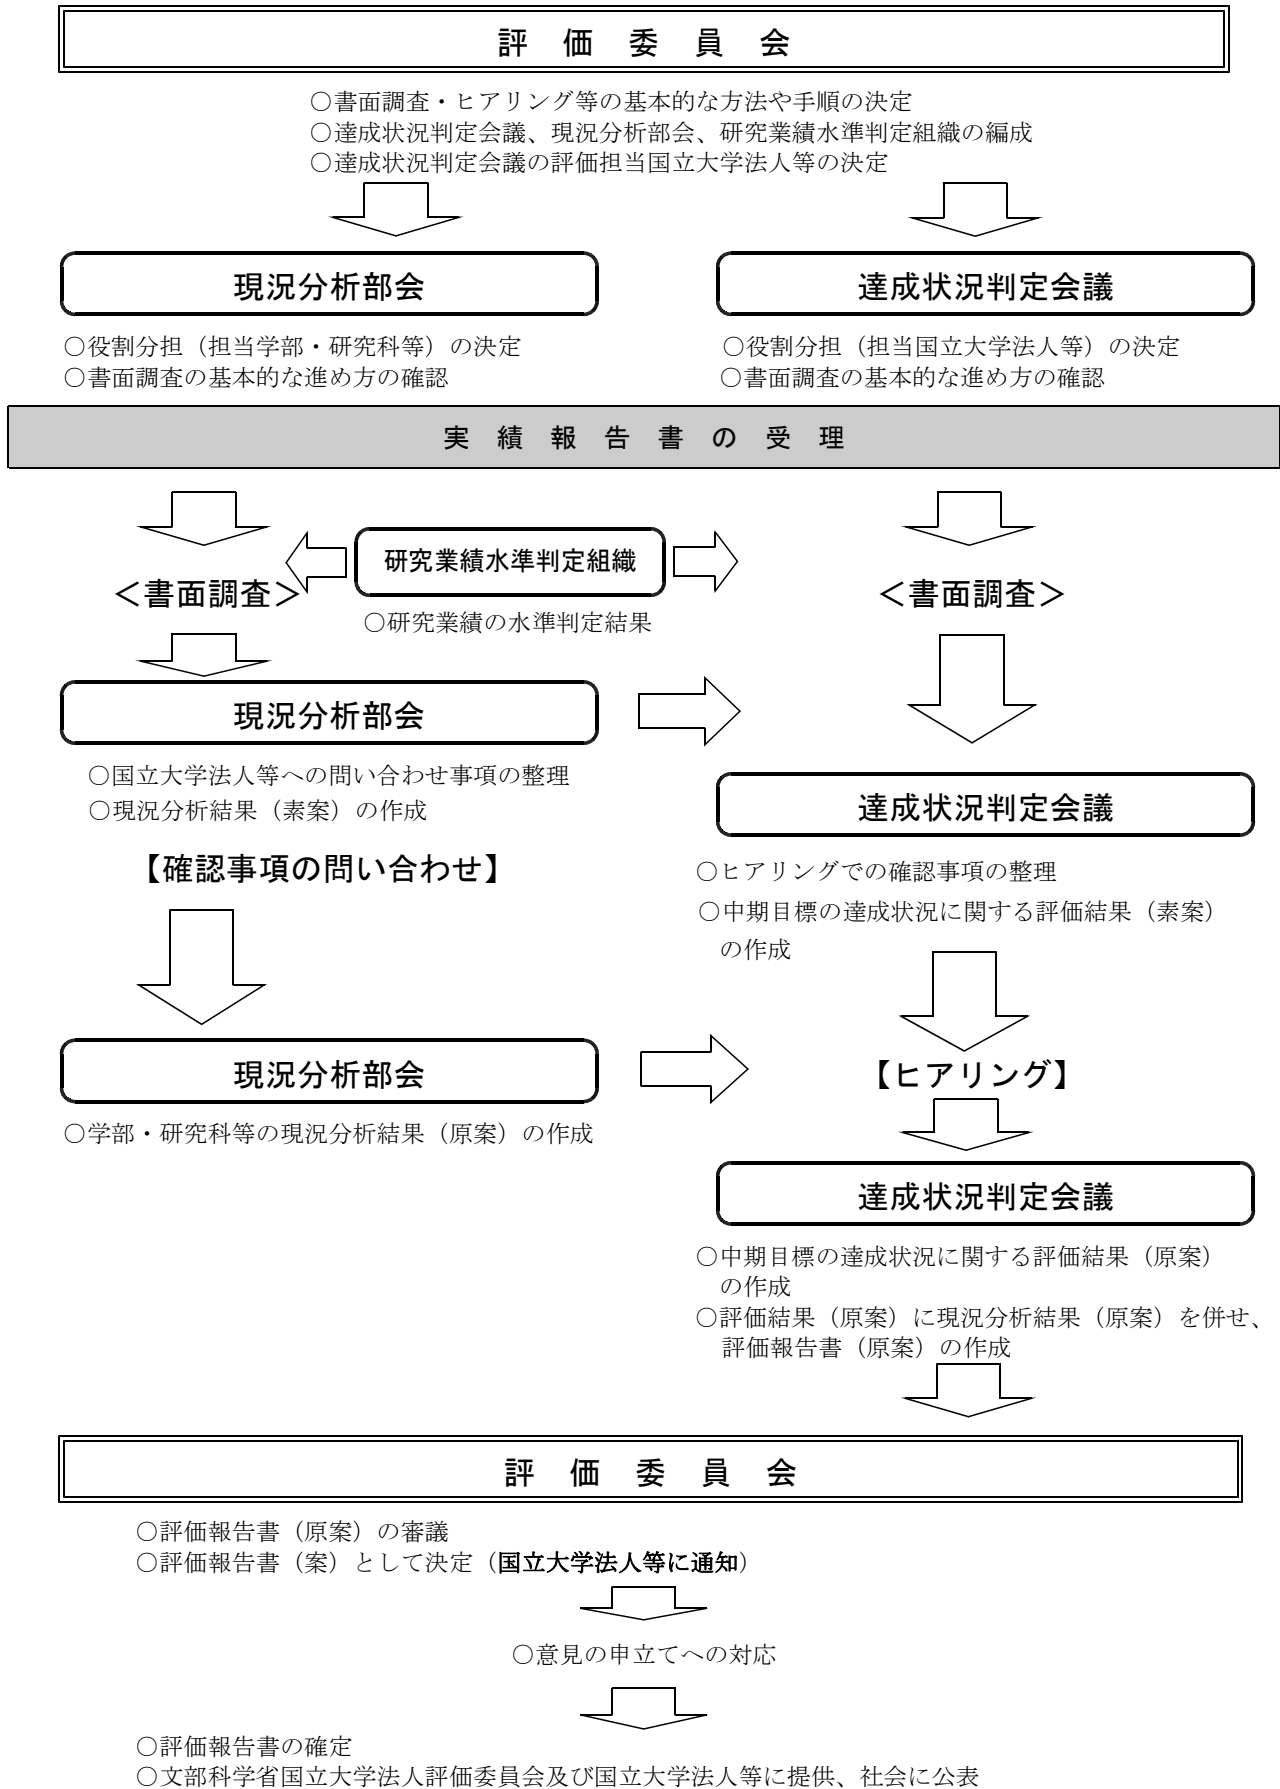 評価委員会
○書面調査・ヒアリング等の基本的な方法や手順の決定
○達成状況判定会議、現況分析部会、研究業績水準判定組織の編成
○達成状況判定会議の評価担当国立大学法人等の決定
現況分析部会
○役割分担（担当学部・研究科等）の決定
○書面調査の基本的な進め方の確認
達成状況判定会議
○役割分担（担当国立大学法人等）の決定
○書面調査の基本的な進め方の確認
実績報告書の受理
研究業績水準判定組織
○研究業績の水準判定結果
＜書面調査＞
＜書面調査＞
現況分析部会
○国立大学法人等への問い合わせ事項の整理
○現況分析結果（素案）の作成
【確認事項の問い合わせ】
達成状況判定会議
○ヒアリングでの確認事項の整理
○中期目標の達成状況に関する評価結果（素案）
の作成
現況分析部会
○学部・研究科等の現況分析結果（原案）の作成
【ヒアリング】
達成状況判定会議
○中期目標の達成状況に関する評価結果（原案）
の作成
○評価結果（原案）に現況分析結果（原案）を併せ、
評価報告書（原案）の作成
評価委員会
○評価報告書（原案）の審議
○評価報告書（案）として決定（国立大学法人等に通知）
○意見の申立てへの対応
○評価報告書の確定
○文部科学省国立大学法人評価委員会及び国立大学法人等に提供、社会に公表